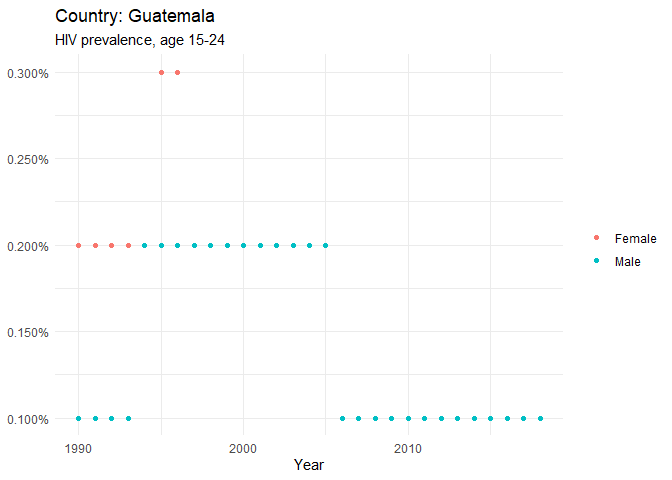 Country: Guatemala
HIV prevalence, age 15-24
0.300%
0.250%
0.200%
0.150%
0.100%
1990 2000 2010
Year
Female
Male